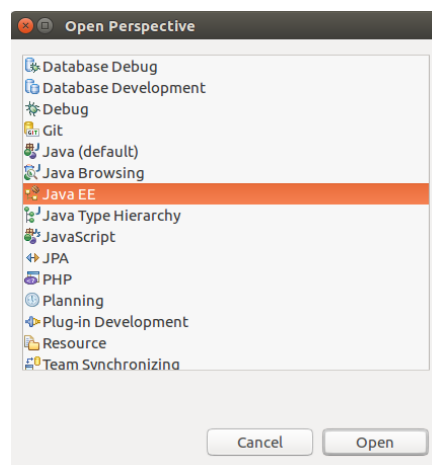 Open Perspective
Database Debug
Database Development
Debug
Git
Java (default)
Java Browsing
Java EE
Java Type Hierarchy
JavaScript
JPA
PHP
Planning
Plug-in Development
Resource
Team Synchronizing
Cancel
Open